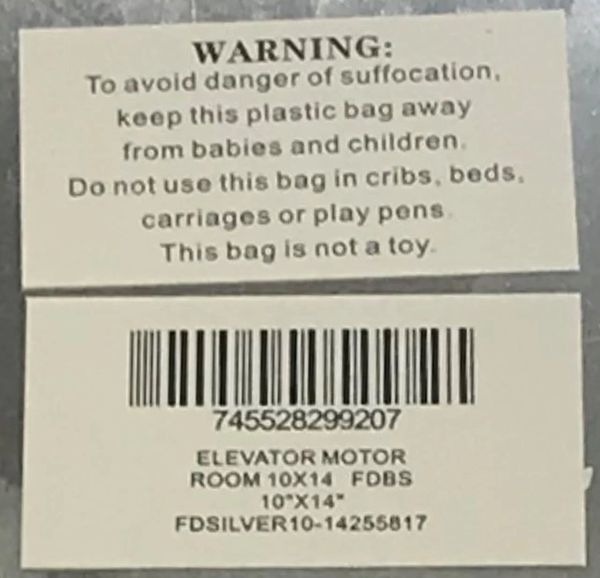 WARNING:
To avoid danger of suffocation,
keep this plastic bag away
from babies and children.
Do not use this bag in cribs, beds,
carriages or play pens.
This bag is not a toy.
745528299207
ELEVATOR MOTOR
ROOM 10X14 FDBS
10"X14"
FDSILVER10-14255817